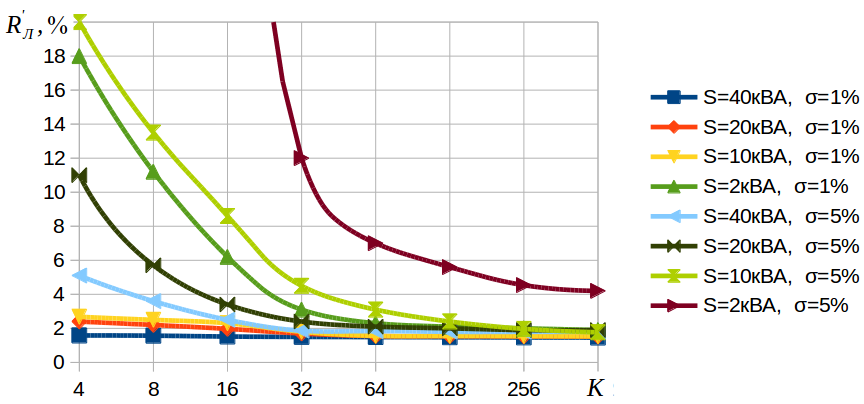 R'Л, %
18
16
14
12
10
8
6
4
2
0
4 8 16 32 64 128 256 K
S=40кВА, σ=1%
S=20кВА, σ=1%
S=10кВА, σ=1%
S=2кВА, σ=1%
S=40кВА, σ=5%
S=20кВА, σ=5%
S=10кВА, σ=5%
S=2кВА, σ=5%